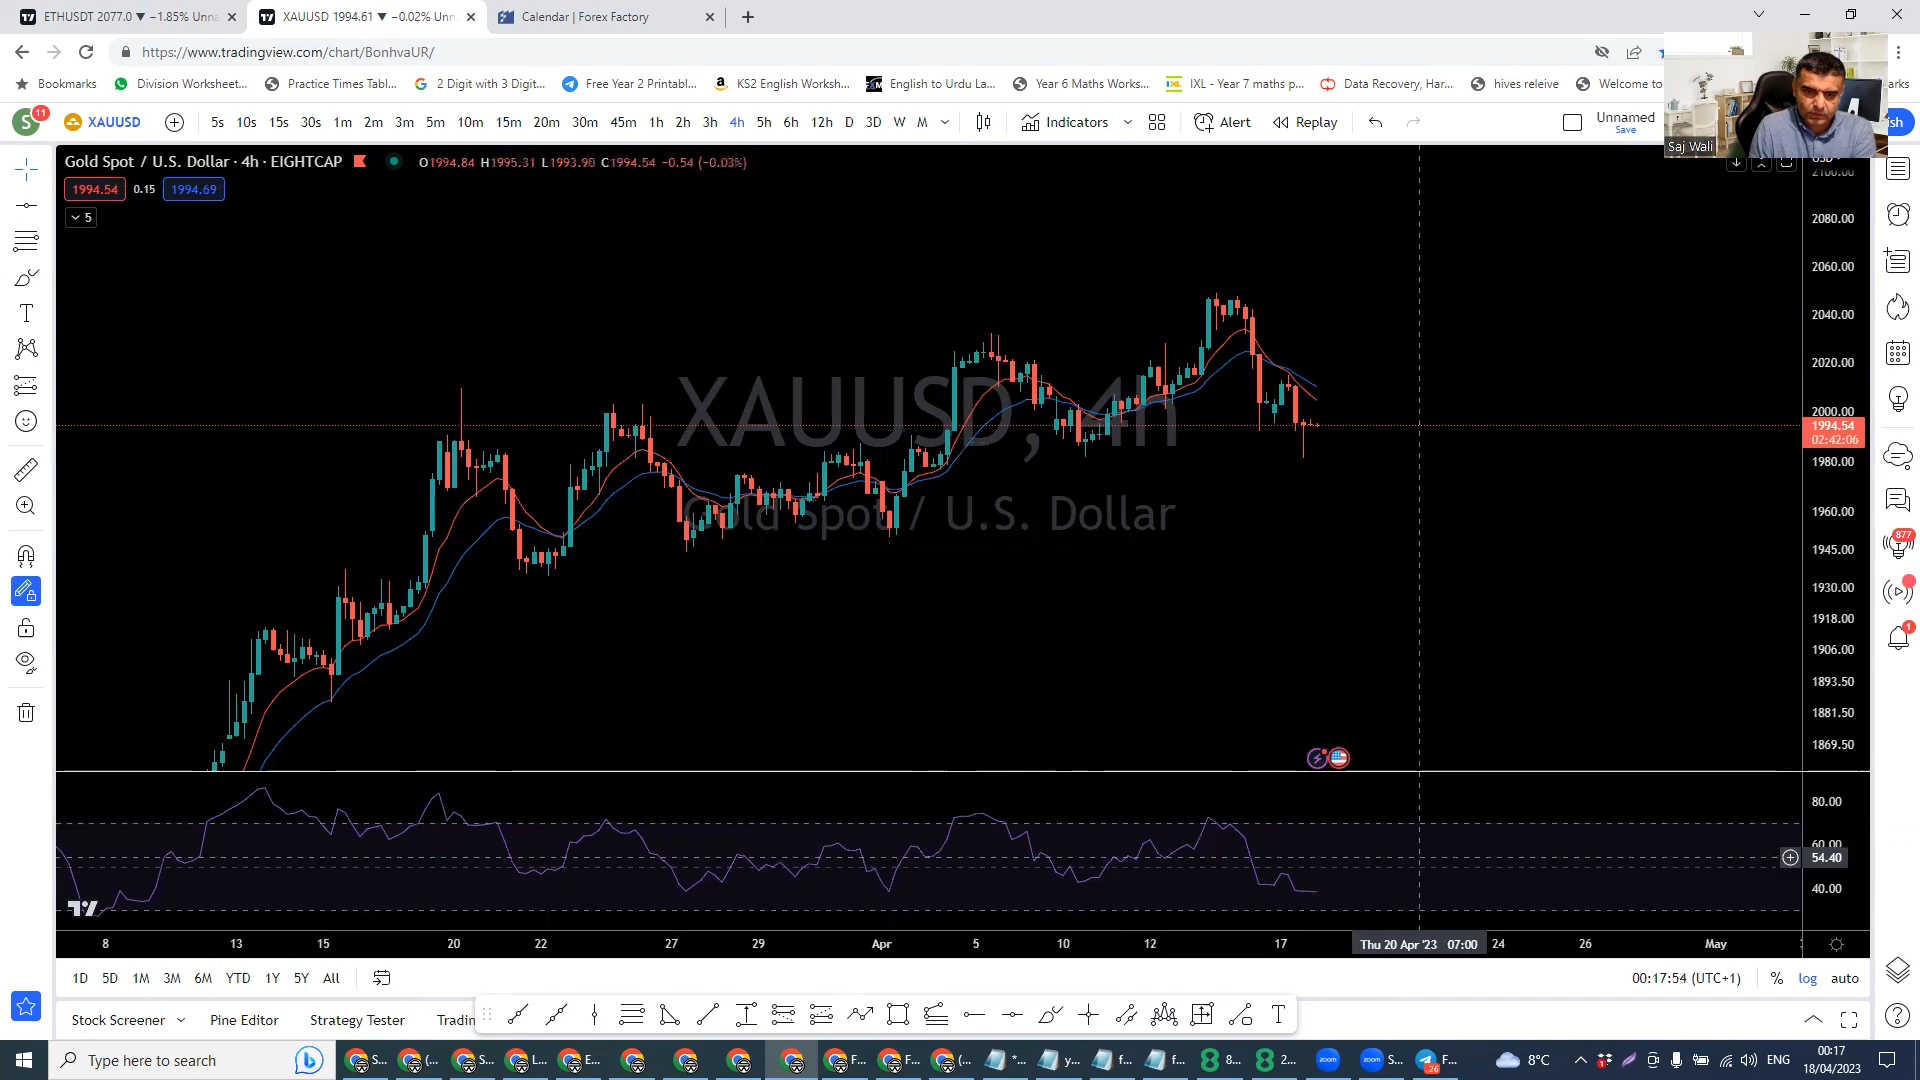 ETHUSDT 2077.0 ▼ −1.85% Unna
XAUUSD 1994.61 ▼ −0.02% Unn
Calendar | Forex Factory
https://www.tradingview.com/chart/BonhvaUR/
Bookmarks
Division Worksheet...
Practice Times Tabl...
2 Digit with 3 Digit...
Free Year 2 Printabl...
KS2 English Worksh...
English to Urdu La...
Year 6 Maths Works...
IXL - Year 7 maths p...
Data Recovery, Har...
hives releive
Welcome to
S 11
XAUUSD
5s 10s 15s 30s 1m 2m 3m 5m 10m 15m 20m 30m 45m 1h 2h 3h 4h 5h 6h 12h D 3D W M
Indicators
Alert
Replay
Unnamed
Save
Saj Wali
Gold Spot / U.S. Dollar · 4h · EIGHTCAP
O1994.84 H1995.31 L1993.90 C1994.54 −0.54 (−0.03%)
1994.54 0.15 1994.69
5
XAUUSD, 4h
Gold Spot / U.S. Dollar
2100.00
2080.00
2060.00
2040.00
2020.00
2000.00
1994.54
02:42:06
1980.00
1960.00
1945.00
1930.00
1918.00
1906.00
1893.50
1881.50
1869.50
80.00
60.00
54.40
40.00
877
1
8 13 15 20 22 27 29 Apr 5 10 12 17 Thu 20 Apr '23 07:00 24 26 May
1D 5D 1M 3M 6M YTD 1Y 5Y All
00:17:54 (UTC+1)
% log auto
Stock Screener
Pine Editor
Strategy Tester
Tradin
Type here to search
S... (... S... L... E... F... F... (... *... y... f... f... 8... 2... zoom zoom S... 26 F...
8°C
ENG
00:17
18/04/2023